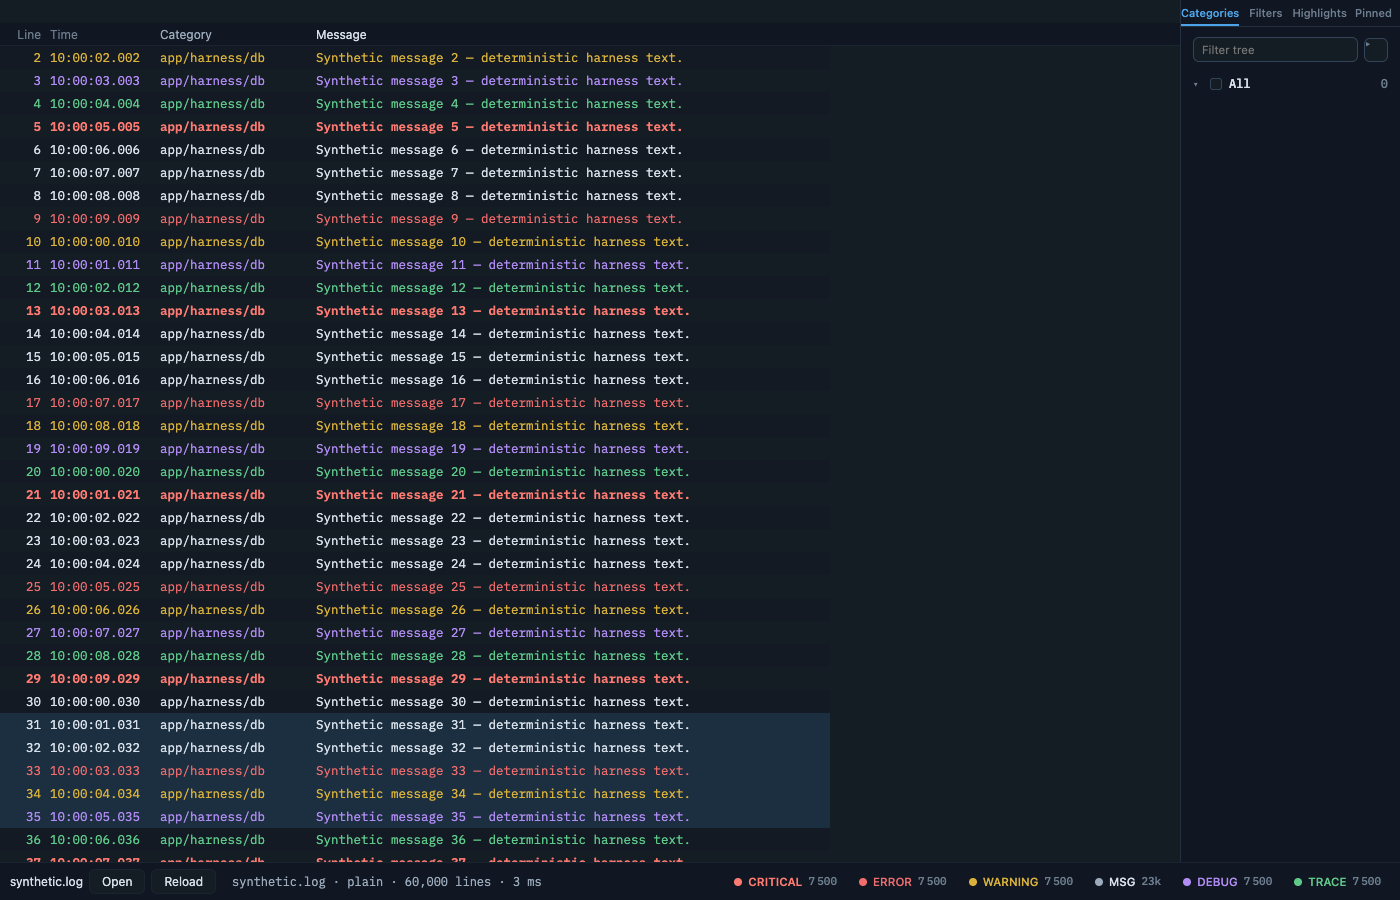 Categories Filters Highlights Pinned
Line Time Category Message
Filter tree
All 0
2 10:00:02.002 app/harness/db Synthetic message 2 — deterministic harness text.
3 10:00:03.003 app/harness/db Synthetic message 3 — deterministic harness text.
4 10:00:04.004 app/harness/db Synthetic message 4 — deterministic harness text.
5 10:00:05.005 app/harness/db Synthetic message 5 — deterministic harness text.
6 10:00:06.006 app/harness/db Synthetic message 6 — deterministic harness text.
7 10:00:07.007 app/harness/db Synthetic message 7 — deterministic harness text.
8 10:00:08.008 app/harness/db Synthetic message 8 — deterministic harness text.
9 10:00:09.009 app/harness/db Synthetic message 9 — deterministic harness text.
10 10:00:00.010 app/harness/db Synthetic message 10 — deterministic harness text.
11 10:00:01.011 app/harness/db Synthetic message 11 — deterministic harness text.
12 10:00:02.012 app/harness/db Synthetic message 12 — deterministic harness text.
13 10:00:03.013 app/harness/db Synthetic message 13 — deterministic harness text.
14 10:00:04.014 app/harness/db Synthetic message 14 — deterministic harness text.
15 10:00:05.015 app/harness/db Synthetic message 15 — deterministic harness text.
16 10:00:06.016 app/harness/db Synthetic message 16 — deterministic harness text.
17 10:00:07.017 app/harness/db Synthetic message 17 — deterministic harness text.
18 10:00:08.018 app/harness/db Synthetic message 18 — deterministic harness text.
19 10:00:09.019 app/harness/db Synthetic message 19 — deterministic harness text.
20 10:00:00.020 app/harness/db Synthetic message 20 — deterministic harness text.
21 10:00:01.021 app/harness/db Synthetic message 21 — deterministic harness text.
22 10:00:02.022 app/harness/db Synthetic message 22 — deterministic harness text.
23 10:00:03.023 app/harness/db Synthetic message 23 — deterministic harness text.
24 10:00:04.024 app/harness/db Synthetic message 24 — deterministic harness text.
25 10:00:05.025 app/harness/db Synthetic message 25 — deterministic harness text.
26 10:00:06.026 app/harness/db Synthetic message 26 — deterministic harness text.
27 10:00:07.027 app/harness/db Synthetic message 27 — deterministic harness text.
28 10:00:08.028 app/harness/db Synthetic message 28 — deterministic harness text.
29 10:00:09.029 app/harness/db Synthetic message 29 — deterministic harness text.
30 10:00:00.030 app/harness/db Synthetic message 30 — deterministic harness text.
31 10:00:01.031 app/harness/db Synthetic message 31 — deterministic harness text.
32 10:00:02.032 app/harness/db Synthetic message 32 — deterministic harness text.
33 10:00:03.033 app/harness/db Synthetic message 33 — deterministic harness text.
34 10:00:04.034 app/harness/db Synthetic message 34 — deterministic harness text.
35 10:00:05.035 app/harness/db Synthetic message 35 — deterministic harness text.
36 10:00:06.036 app/harness/db Synthetic message 36 — deterministic harness text.
37 10:00:07.037 app/harness/db Synthetic message 37 — deterministic harness text.
synthetic.log Open Reload synthetic.log · plain · 60,000 lines · 3 ms CRITICAL 7 500 ERROR 7 500 WARNING 7 500 MSG 23k DEBUG 7 500 TRACE 7 500